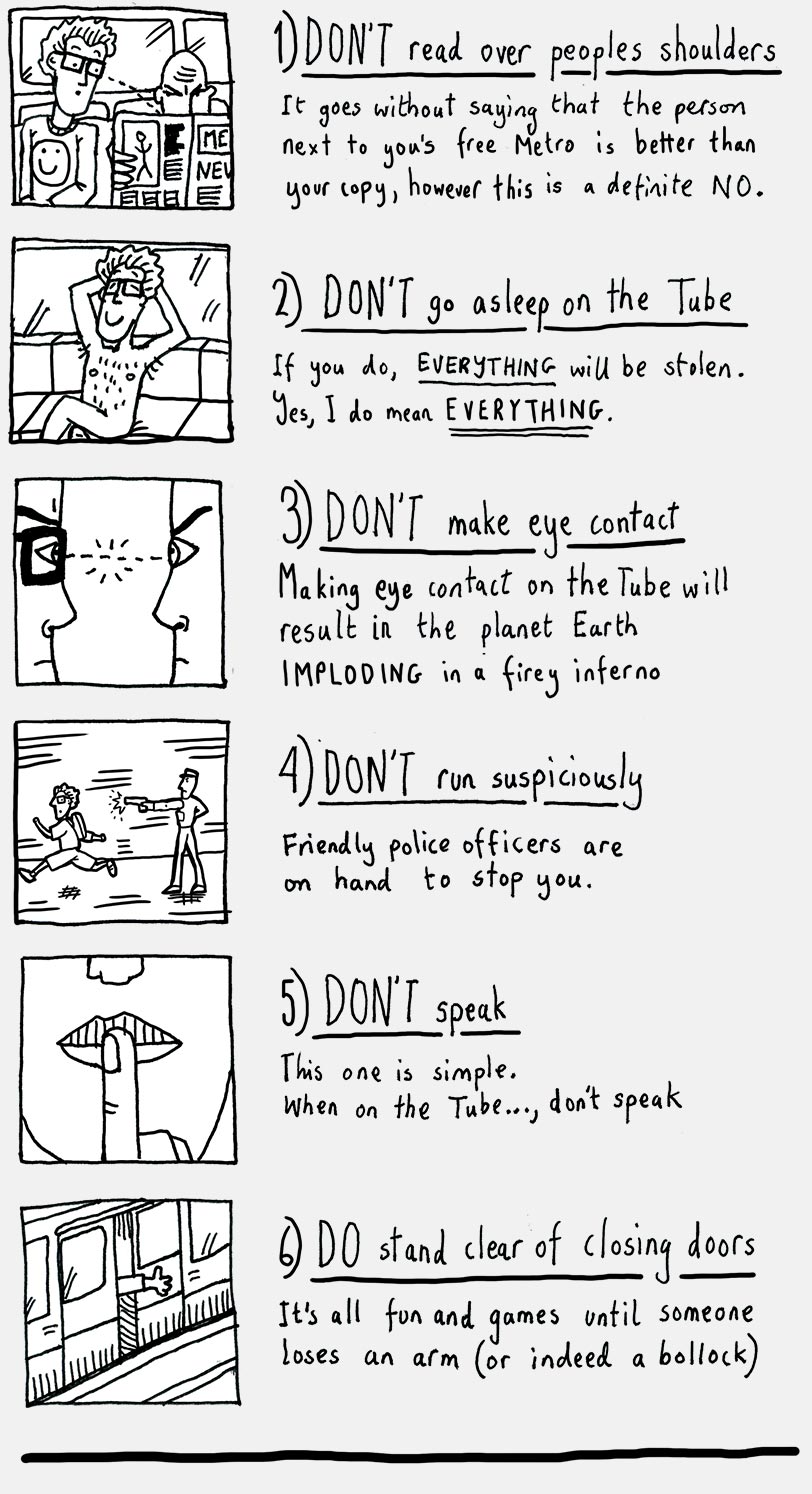 1) DON'T read over peoples shoulders
It goes without saying that the person
next to you's free Metro is better than
your copy, however this is a definite NO.
ME
NEW
2) DON'T go asleep on the Tube
If you do, EVERYTHING will be stolen.
Yes, I do mean EVERYTHING.
3) DON'T make eye contact
Making eye contact on the Tube will
result in the planet Earth
IMPLODING in a firey inferno
4) DON'T run suspiciously
Friendly police officers are
on hand to stop you.
5) DON'T speak
This one is simple.
When on the Tube..., don't speak
6) DO stand clear of closing doors
It's all fun and games until someone
loses an arm (or indeed a bollock)